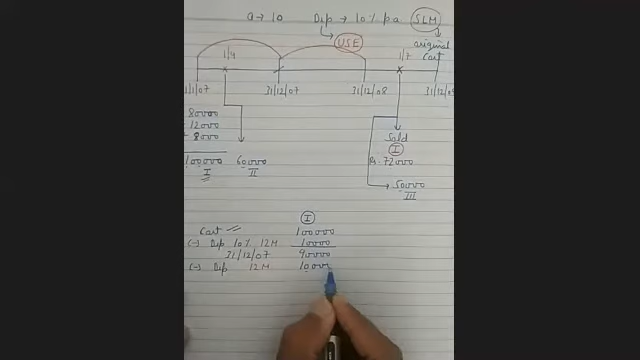 Q→ 10 Dep → 10% pa SLM
USE
original
cost
1/4
1/7
1/1/07 31/12/07 31/12/08 31/12/0
80000
12000
8000
100000 60000
I II
Sold
I
Rs. 72000
50000
III
I
Cost 100000
(-) Dep 10% 12M 10000
31/12/07 90000
(-) Dep 12M 10000